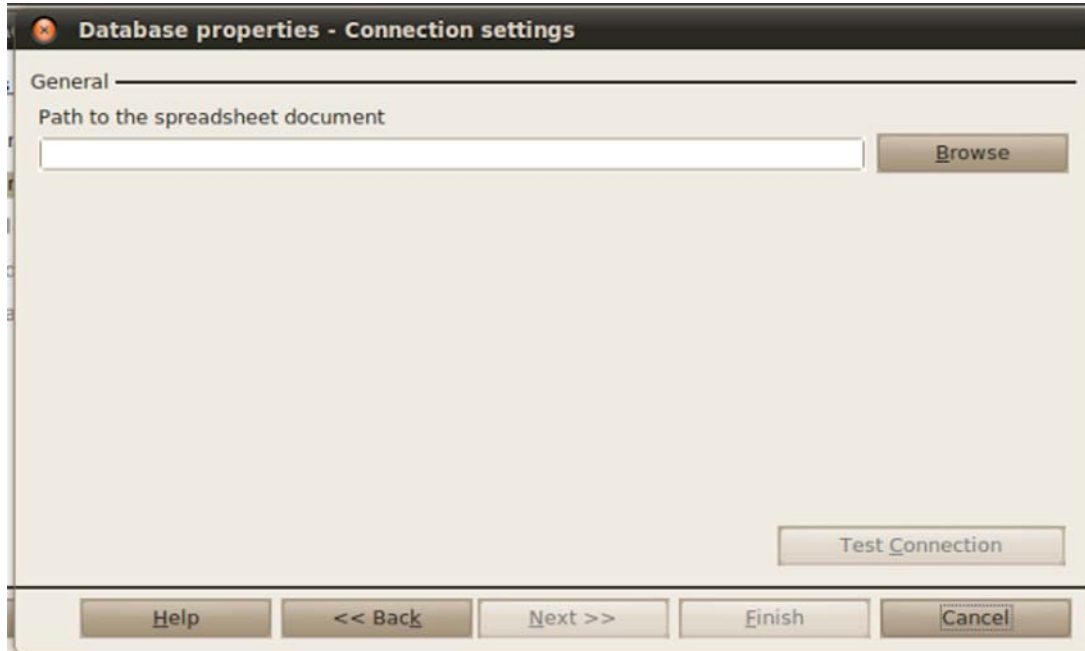 Database properties - Connection settings
General
Path to the spreadsheet document
Browse
Test Connection
Help << Back Next >> Finish Cancel